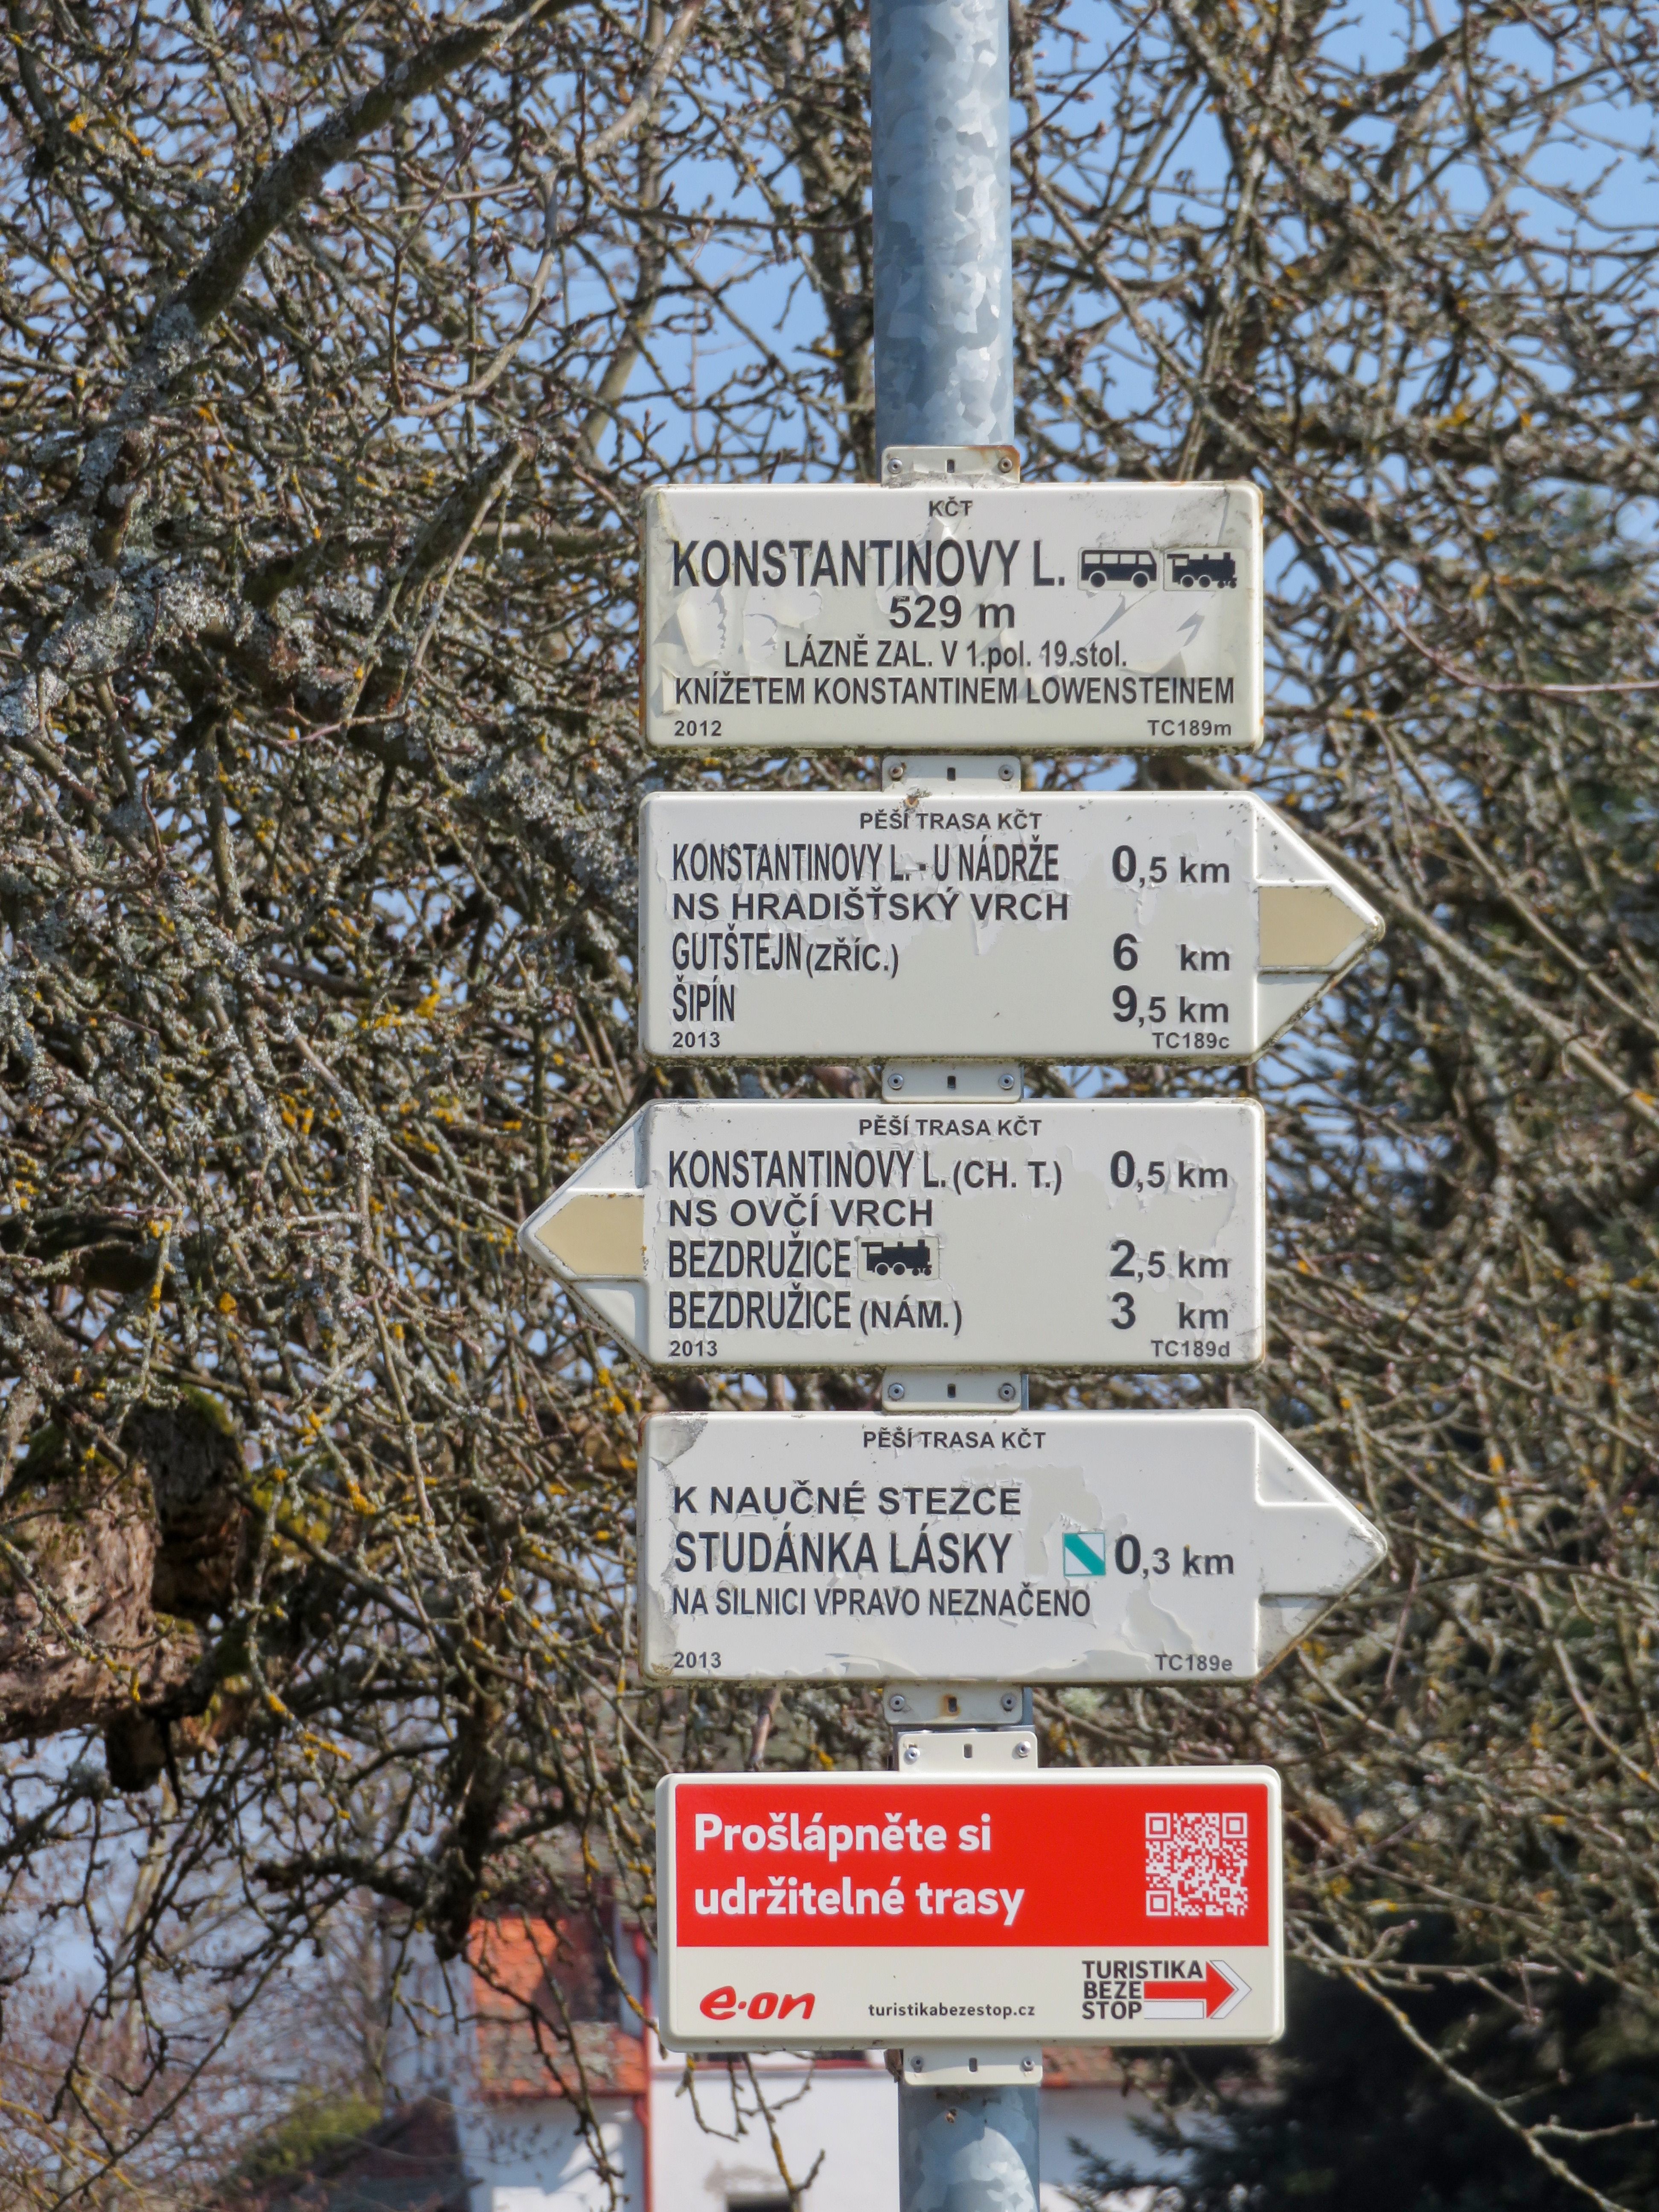 KČT
KONSTANTINOVY L.
529 m
LÁZNĚ ZAL. V 1.pol. 19.stol.
KNÍŽETEM KONSTANTINEM LOWENSTEINEM
2012 TC189m
PĚŠÍ TRASA KČT
KONSTANTINOVY L. - U NÁDRŽE 0,5 km
NS HRADIŠŤSKÝ VRCH
GUTŠTEJN (ZŘÍC.) 6 km
ŠIPÍN 9,5 km
2013 TC189c
PĚŠÍ TRASA KČT
KONSTANTINOVY L. (CH. T.) 0,5 km
NS OVČÍ VRCH
BEZDRUŽICE 2,5 km
BEZDRUŽICE (NÁM.) 3 km
2013 TC189d
PĚŠÍ TRASA KČT
K NAUČNÉ STEZCE
STUDÁNKA LÁSKY 0,3 km
NA SILNICI VPRAVO NEZNAČENO
2013 TC189e
Prošlápněte si
udržitelné trasy
e·on turistikabezestop.cz
TURISTIKA
BEZE
STOP